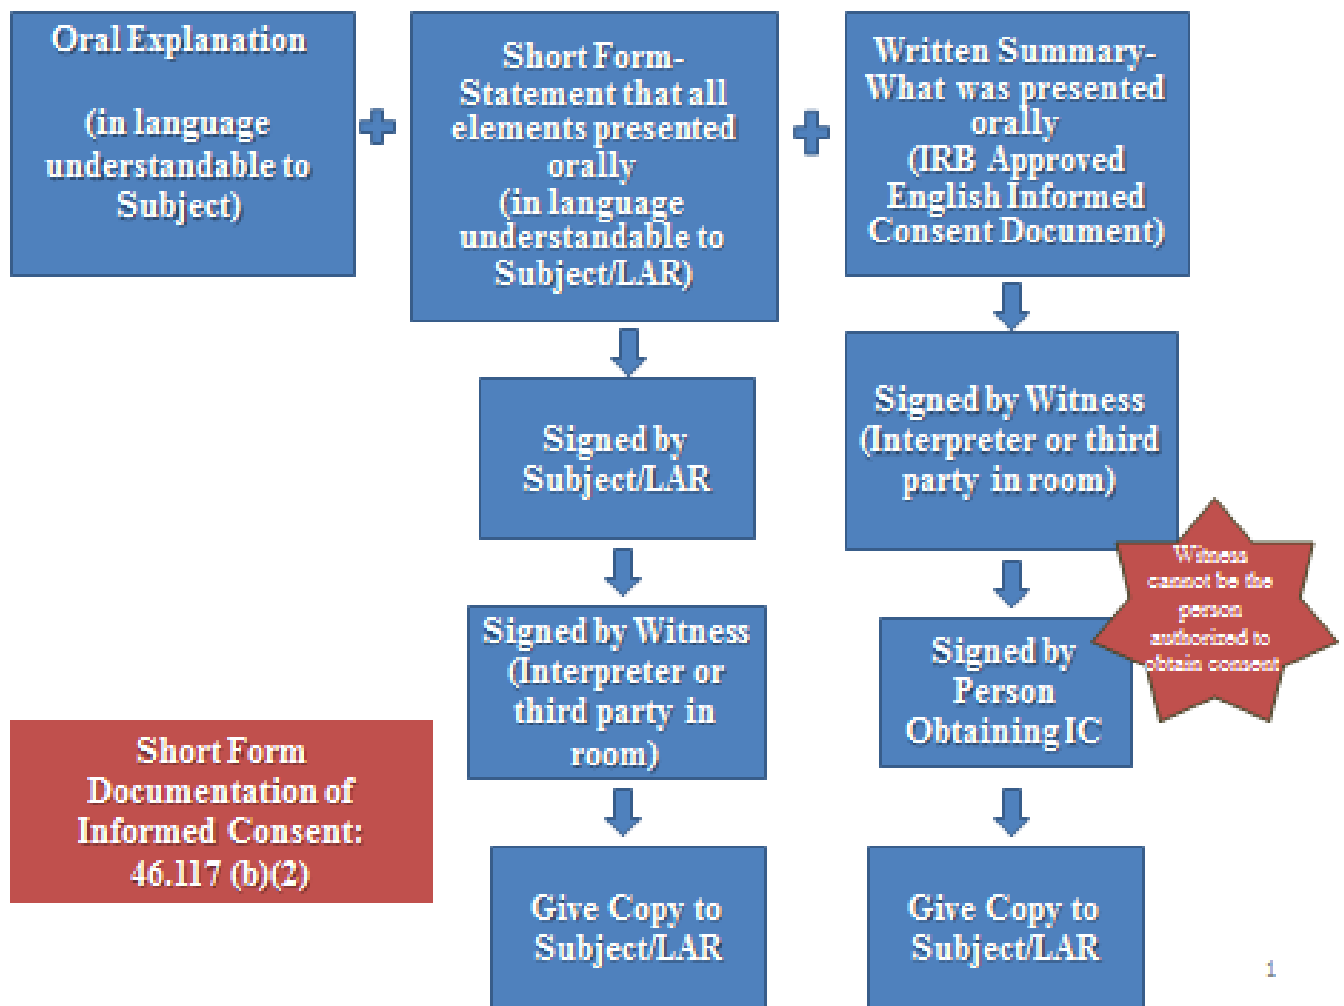 Oral Explanation
(in language
understandable to
Subject)
Short Form-
Statement that all
elements presented
orally
(in language
understandable to
Subject/LAR)
Written Summary-
What was presented
orally
(IRB Approved
English Informed
Consent Document)
Signed by
Subject/LAR
Signed by Witness
(Interpreter or third
party in room)
Witness
cannot be the
person
authorized to
obtain consent
Signed by Witness
(Interpreter or
third party in
room)
Signed by
Person
Obtaining IC
Short Form
Documentation of
Informed Consent:
46.117 (b)(2)
Give Copy to
Subject/LAR
Give Copy to
Subject/LAR
1